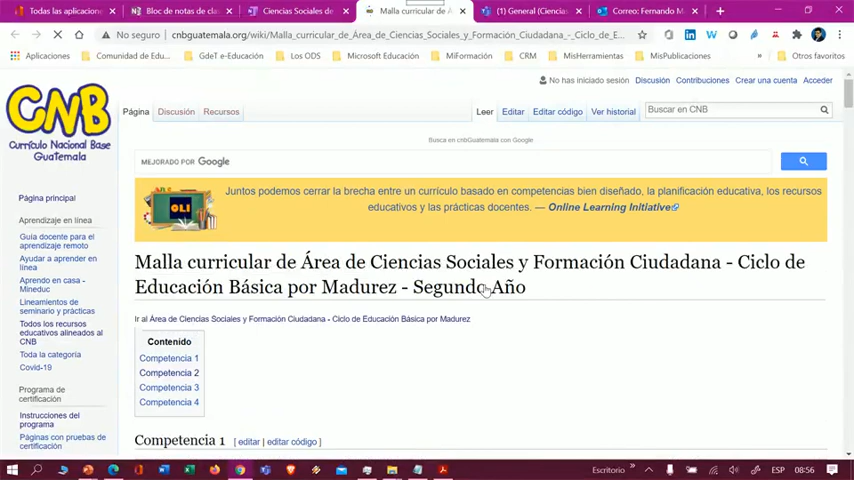 Todas las aplicaciones
Bloc de notas de clas
Ciencias Sociales de
Malla curricular de Á
(1) General (Ciencias
Correo: Fernando M
No seguro
cnbguatemala.org/wiki/Malla_curricular_de_Área_de_Ciencias_Sociales_y_Formación_Ciudadana_-_Ciclo_de_E...
Aplicaciones
Comunidad de Edu...
GdeT e-Educación
Los ODS
Microsoft Education
MiFormación
CRM
MisHerramientas
MisPublicaciones
Otros favoritos
No has iniciado sesión
Discusión
Contribuciones
Crear una cuenta
Acceder
CNB
Currículo Nacional Base
Guatemala
Página
Discusión
Recursos
Leer
Editar
Editar código
Ver historial
Buscar en CNB
Busca en cnbGuatemala con Google
MEJORADO POR Google
OLI
Juntos podemos cerrar la brecha entre un currículo basado en competencias bien diseñado, la planificación educativa, los recursos
educativos y las prácticas docentes. — Online Learning Initiative
Página principal
Aprendizaje en línea
Guía docente para el
aprendizaje remoto
Ayudar a aprender en
línea
Aprendo en casa -
Mineduc
Lineamientos de
seminario y prácticas
Todos los recursos
educativos alineados al
CNB
Toda la categoría
Covid-19
Programa de
certificación
Instrucciones del
programa
Páginas con pruebas de
certificación
Malla curricular de Área de Ciencias Sociales y Formación Ciudadana - Ciclo de
Educación Básica por Madurez - Segundo Año
Ir al Área de Ciencias Sociales y Formación Ciudadana - Ciclo de Educación Básica por Madurez
Contenido
Competencia 1
Competencia 2
Competencia 3
Competencia 4
Competencia 1 [ editar | editar código ]
Escritorio
ESP
08:56